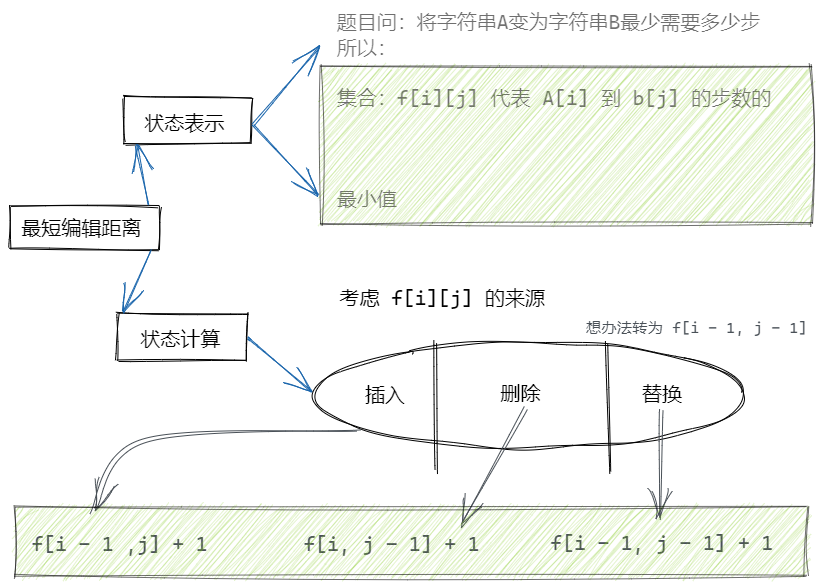 题目问：将字符串A变为字符串B最少需要多少步
所以：
集合：f[i][j] 代表 A[i] 到 b[j] 的步数的
状态表示
最小值
最短编辑距离
考虑 f[i][j] 的来源
想办法转为 f[i - 1, j - 1]
状态计算
插入
删除
替换
f[i - 1 ,j] + 1
f[i, j - 1] + 1
f[i - 1, j - 1] + 1